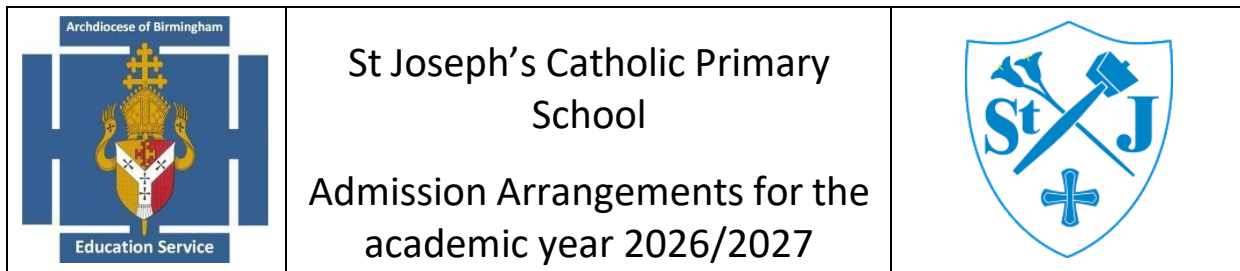 Archdiocese of Birmingham
Education Service
St Joseph’s Catholic Primary
School
Admission Arrangements for the
academic year 2026/2027
St J